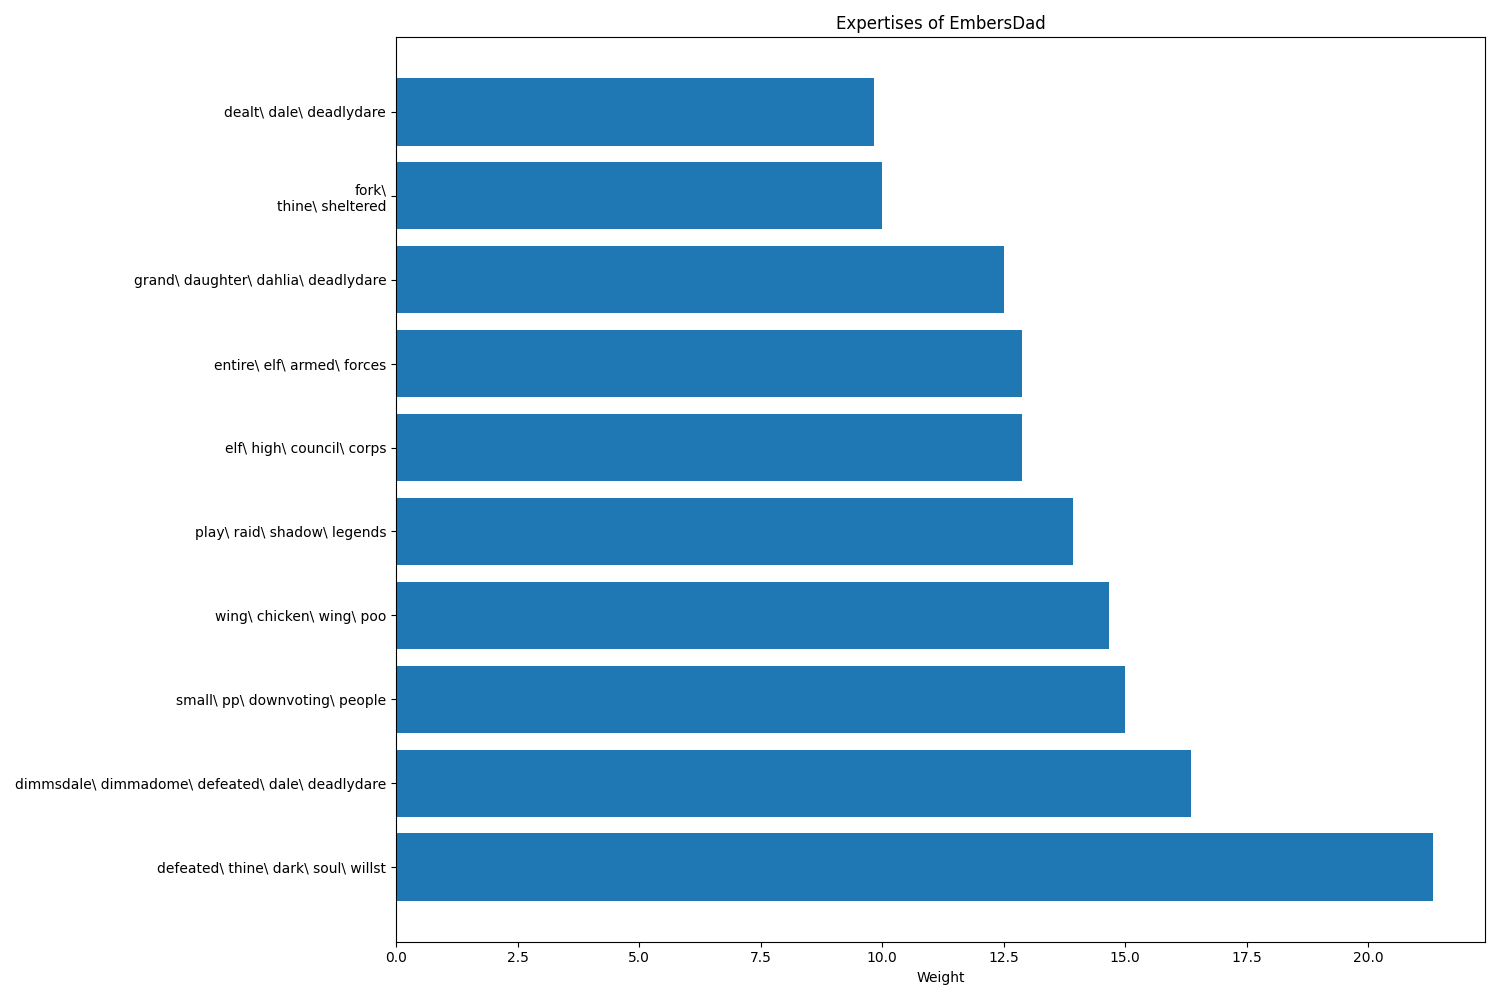 Expertises of EmbersDad
dealt\ dale\ deadlydare
fork\
thine\ sheltered
grand\ daughter\ dahlia\ deadlydare
entire\ elf\ armed\ forces
elf\ high\ council\ corps
play\ raid\ shadow\ legends
wing\ chicken\ wing\ poo
small\ pp\ downvoting\ people
dimmsdale\ dimmadome\ defeated\ dale\ deadlydare
defeated\ thine\ dark\ soul\ willst
0.0 2.5 5.0 7.5 10.0 12.5 15.0 17.5 20.0
Weight